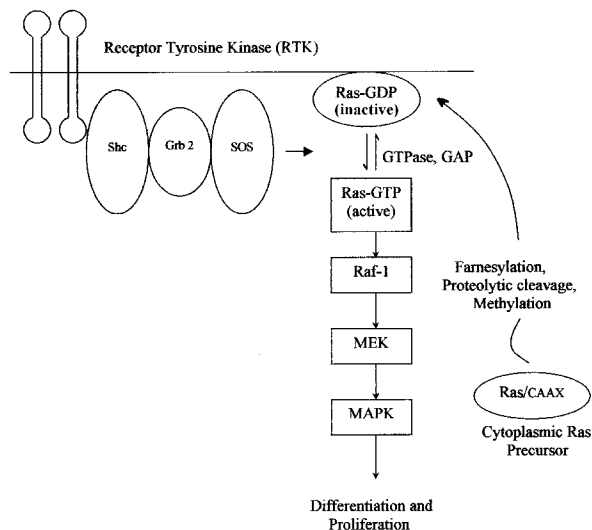 Receptor Tyrosine Kinase (RTK)
Ras-GDP
(inactive)
Shc
Grb 2
SOS
GTPase, GAP
Ras-GTP
(active)
Raf-1
Farnesylation,
Proteolytic cleavage,
Methylation
MEK
Ras/CAAX
MAPK
Cytoplasmic Ras
Precursor
Differentiation and
Proliferation